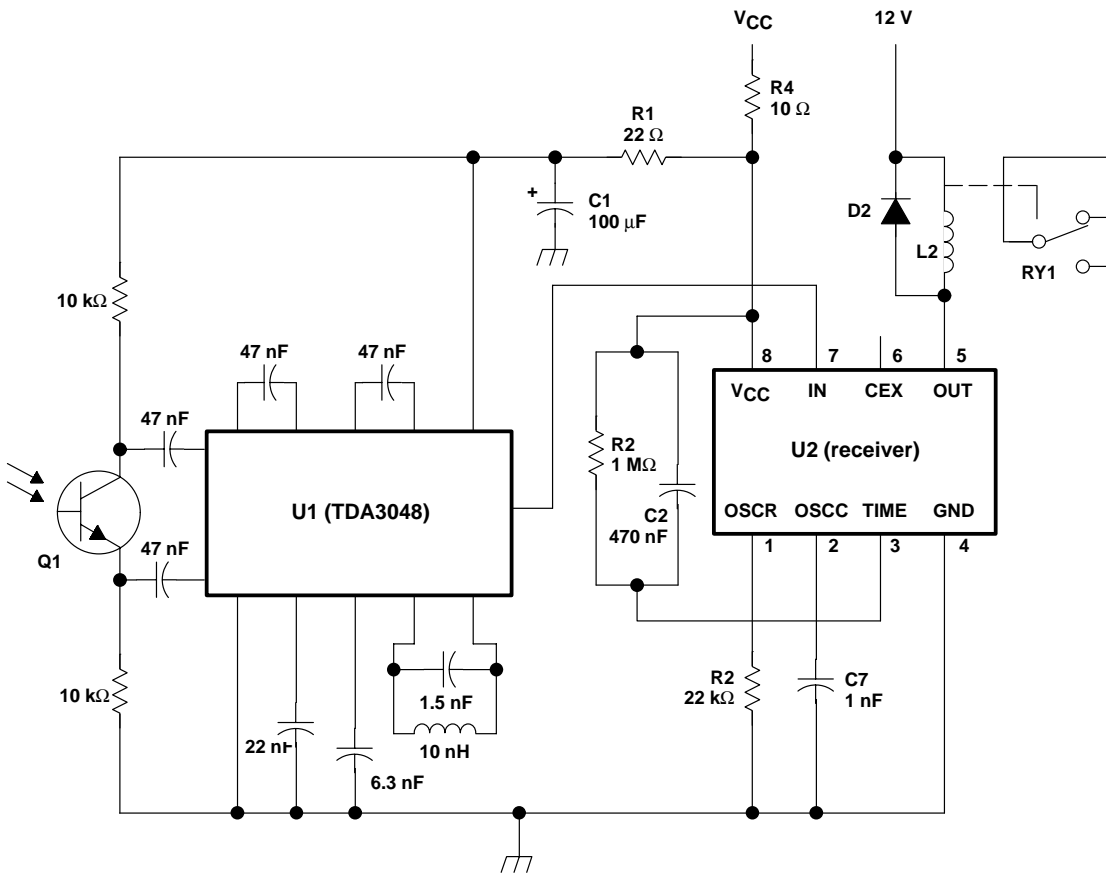 VCC
12 V
R4
10 Ω
R1
22 Ω
+
C1
100 μF
D2
L2
RY1
10 kΩ
47 nF
47 nF
8
7
6
5
VCC
IN
CEX
OUT
47 nF
R2
1 MΩ
U2 (receiver)
U1 (TDA3048)
C2
470 nF
OSCR
OSCC
TIME
GND
1
2
3
4
47 nF
Q1
10 kΩ
1.5 nF
R2
22 kΩ
C7
1 nF
22 nF
10 nH
6.3 nF